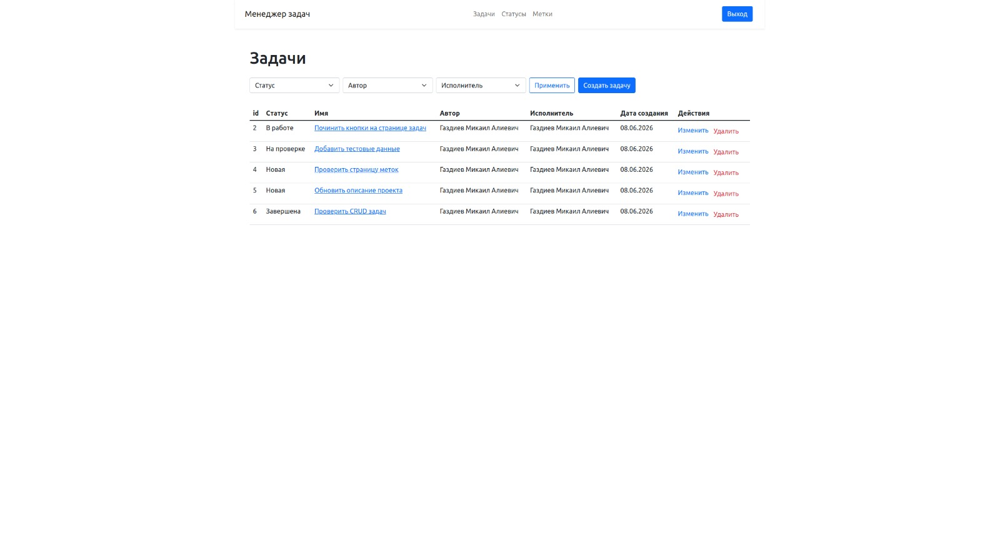 Менеджер задач Задачи Статусы Метки Выход
Задачи
Статус Автор Исполнитель Применить Создать задачу
id Статус Имя Автор Исполнитель Дата создания Действия
2 В работе Починить кнопки на странице задач Газдиев Микаил Алиевич Газдиев Микаил Алиевич 08.06.2026 Изменить Удалить
3 На проверке Добавить тестовые данные Газдиев Микаил Алиевич Газдиев Микаил Алиевич 08.06.2026 Изменить Удалить
4 Новая Проверить страницу меток Газдиев Микаил Алиевич Газдиев Микаил Алиевич 08.06.2026 Изменить Удалить
5 Новая Обновить описание проекта Газдиев Микаил Алиевич Газдиев Микаил Алиевич 08.06.2026 Изменить Удалить
6 Завершена Проверить CRUD задач Газдиев Микаил Алиевич Газдиев Микаил Алиевич 08.06.2026 Изменить Удалить